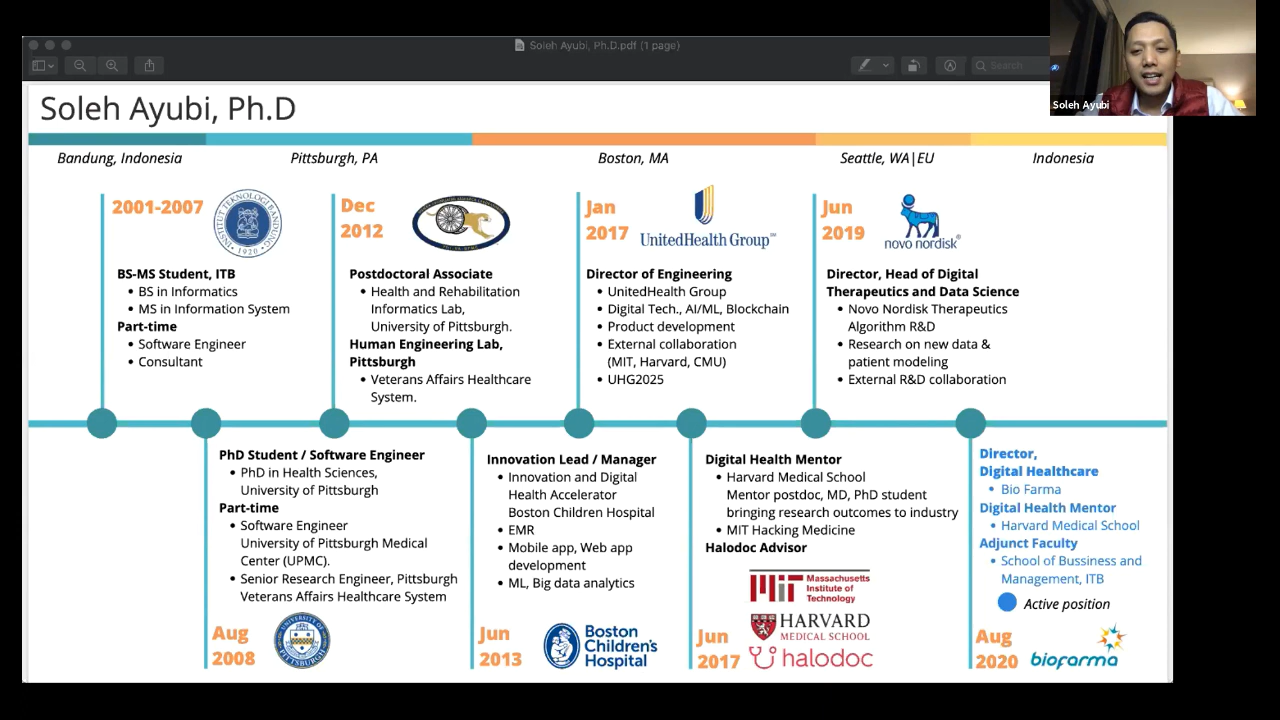 Soleh Ayubi, Ph.D.pdf (1 page)
Search
Soleh Ayubi
Soleh Ayubi, Ph.D
Bandung, Indonesia
Pittsburgh, PA
Boston, MA
Seattle, WA|EU
Indonesia
2001-2007
INSTITUT TEKNOLOGI BANDUNG
1920
BS-MS Student, ITB
• BS in Informatics
• MS in Information System
Part-time
• Software Engineer
• Consultant
Dec
2012
Postdoctoral Associate
• Health and Rehabilitation
Informatics Lab,
University of Pittsburgh.
Human Engineering Lab,
Pittsburgh
• Veterans Affairs Healthcare
System.
Jan
2017
UnitedHealth Group
Director of Engineering
• UnitedHealth Group
• Digital Tech., AI/ML, Blockchain
• Product development
• External collaboration
(MIT, Harvard, CMU)
• UHG2025
Jun
2019
novo nordisk®
Director, Head of Digital
Therapeutics and Data Science
• Novo Nordisk Therapeutics
Algorithm R&D
• Research on new data &
patient modeling
• External R&D collaboration
PhD Student / Software Engineer
• PhD in Health Sciences,
University of Pittsburgh
Part-time
• Software Engineer
University of Pittsburgh Medical
Center (UPMC).
• Senior Research Engineer, Pittsburgh
Veterans Affairs Healthcare System
Aug
2008
UNIVERSITY OF PITTSBURGH
Innovation Lead / Manager
• Innovation and Digital
Health Accelerator
Boston Children Hospital
• EMR
• Mobile app, Web app
development
• ML, Big data analytics
Jun
2013
Boston
Children's
Hospital
Digital Health Mentor
• Harvard Medical School
Mentor postdoc, MD, PhD student
bringing research outcomes to industry
• MIT Hacking Medicine
Halodoc Advisor
Massachusetts
Institute of
Technology
HARVARD
MEDICAL SCHOOL
halodoc
Jun
2017
Director,
Digital Healthcare
• Bio Farma
Digital Health Mentor
• Harvard Medical School
Adjunct Faculty
• School of Bussiness and
Management, ITB
Active position
Aug
2020
biofarma